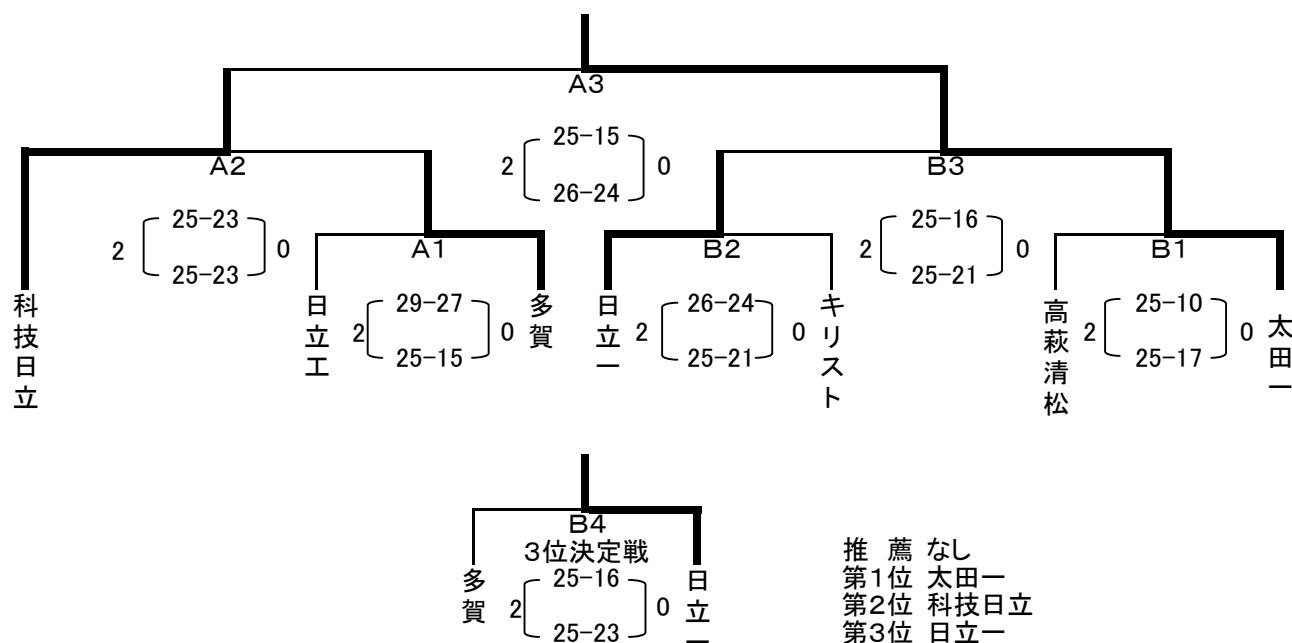 A3
25-15
2 0
26-24
A2
25-23
2 0
25-23
B3
25-16
2 0
25-21
A1
29-27
2 0
25-15
B2
26-24
2 0
25-21
B1
25-10
2 0
25-17
科技日立
日立工
多賀
日立一
キリスト
高萩清松
太田一
B4
3位決定戦
25-16
2 0
25-23
多賀
日立一
推 薦 なし
第1位 太田一
第2位 科技日立
第3位 日立一